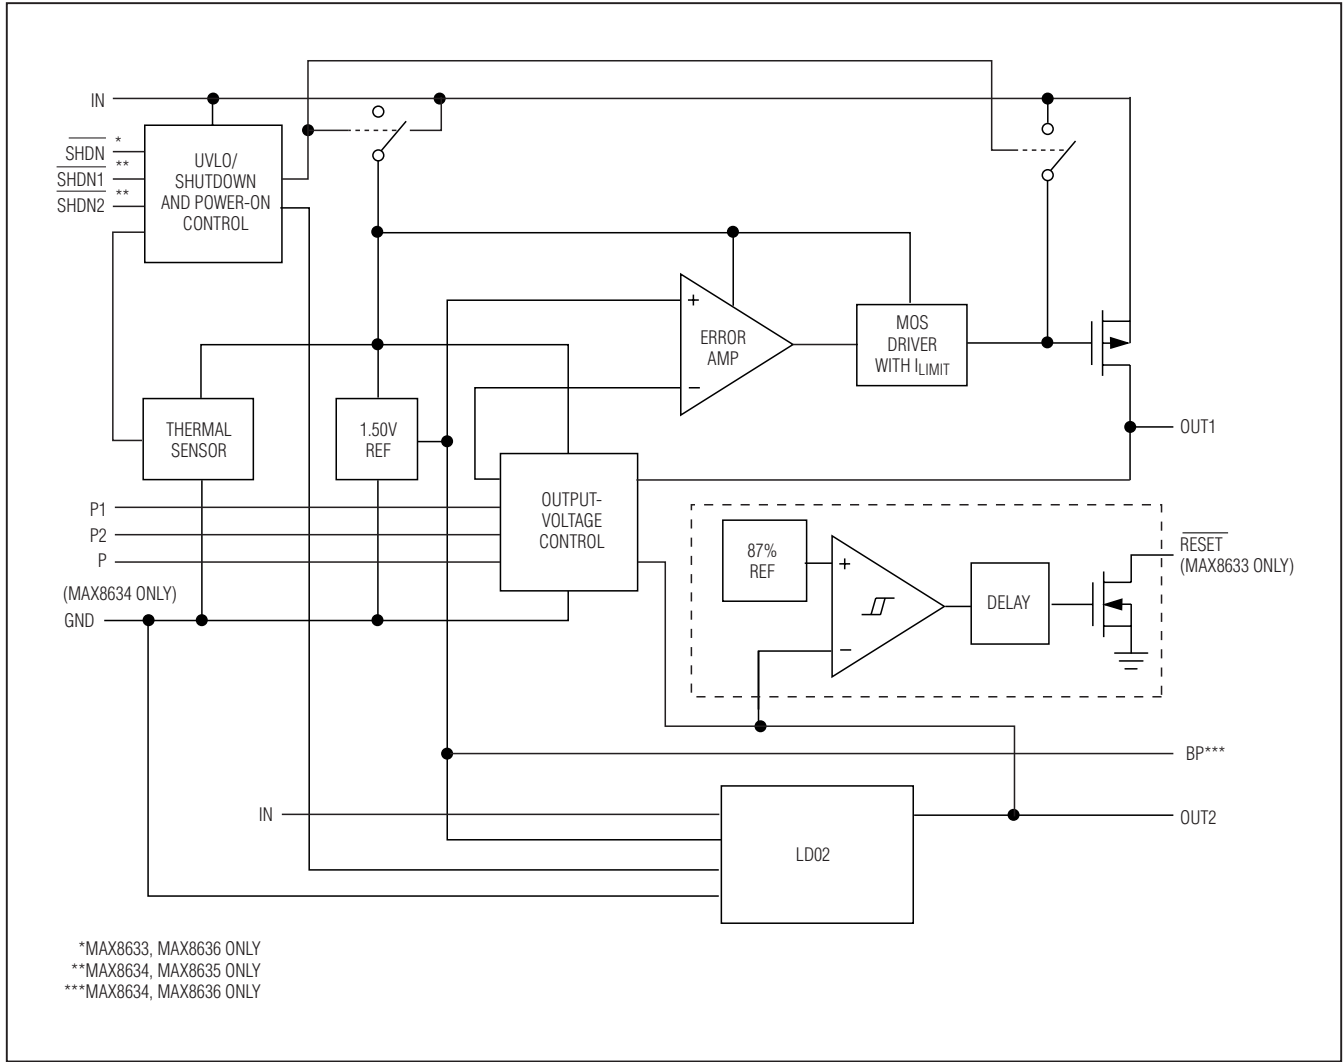 IN
SHDN *
SHDN1 **
SHDN2 **
UVLO/
SHUTDOWN
AND POWER-ON
CONTROL
+
ERROR
AMP
−
MOS
DRIVER
WITH ILIMIT
THERMAL
SENSOR
1.50V
REF
OUT1
P1
P2
P
(MAX8634 ONLY)
GND
OUTPUT-
VOLTAGE
CONTROL
87%
REF
+
−
DELAY
RESET
(MAX8633 ONLY)
BP***
IN
LD02
OUT2
*MAX8633, MAX8636 ONLY
**MAX8634, MAX8635 ONLY
***MAX8634, MAX8636 ONLY